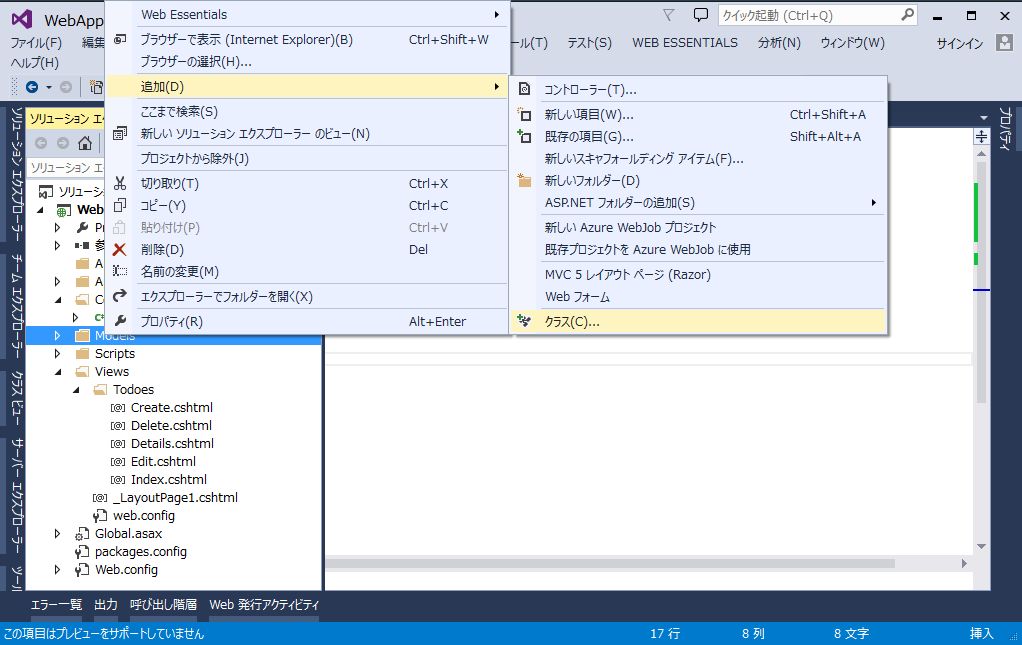 WebApp
クイック起動 (Ctrl+Q)
ファイル(F) 編集
ール(T) テスト(S) WEB ESSENTIALS 分析(N) ウィンドウ(W) サインイン
ヘルプ(H)
Web Essentials
ブラウザーで表示 (Internet Explorer)(B) Ctrl+Shift+W
ブラウザーの選択(H)...
追加(D)
ここまで検索(S)
新しい ソリューション エクスプローラー のビュー(N)
プロジェクトから除外(J)
切り取り(T) Ctrl+X
コピー(Y) Ctrl+C
貼り付け(P) Ctrl+V
削除(D) Del
名前の変更(M)
エクスプローラーでフォルダーを開く(X)
プロパティ(R) Alt+Enter
コントローラー(T)...
新しい項目(W)... Ctrl+Shift+A
既存の項目(G)... Shift+Alt+A
新しいスキャフォールディング アイテム(F)...
新しいフォルダー(D)
ASP.NET フォルダーの追加(S)
新しい Azure WebJob プロジェクト
既存プロジェクトを Azure WebJob に使用
MVC 5 レイアウト ページ (Razor)
Web フォーム
クラス(C)...
ソリューション エクスプローラー
チーム エクスプローラー
クラス ビュー
サーバー エクスプローラー
ツール
プロパティ
ソリューション エ
ソリューション エ
ソリューシ
Web
P
参
A
A
C
C#
Models
Scripts
Views
Todoes
Create.cshtml
Delete.cshtml
Details.cshtml
Edit.cshtml
Index.cshtml
_LayoutPage1.cshtml
web.config
Global.asax
packages.config
Web.config
エラー一覧 出力 呼び出し階層 Web 発行アクティビティ
この項目はプレビューをサポートしていません 17 行 8 列 8 文字 挿入